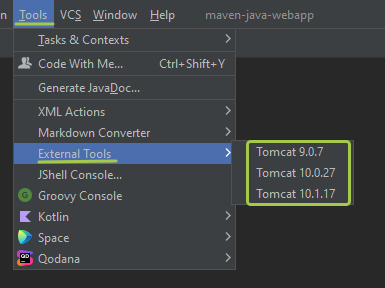 Tools VCS Window Help maven-java-webapp
Tasks & Contexts
Code With Me... Ctrl+Shift+Y
Generate JavaDoc...
XML Actions
Markdown Converter
External Tools
JShell Console...
Groovy Console
Kotlin
Space
Qodana
Tomcat 9.0.7
Tomcat 10.0.27
Tomcat 10.1.17